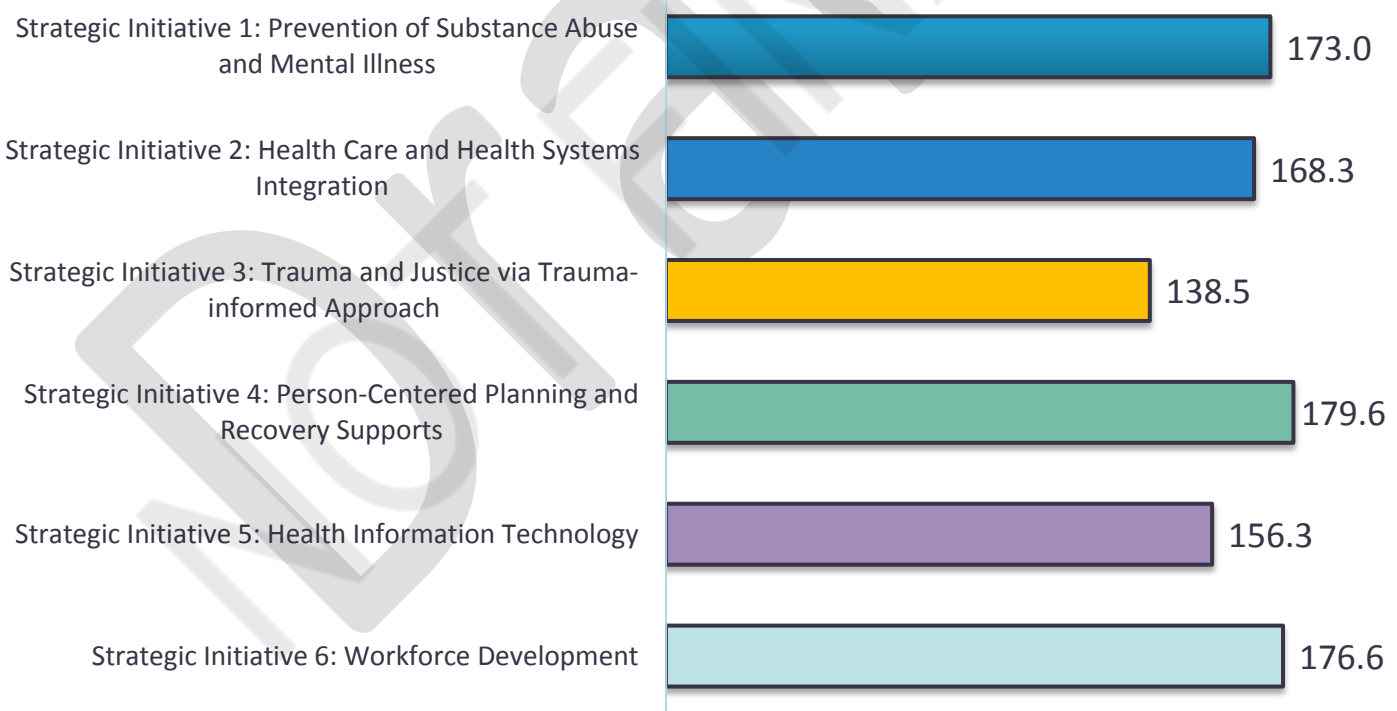 Strategic Initiative 1: Prevention of Substance Abuse
and Mental Illness
173.0
Strategic Initiative 2: Health Care and Health Systems
Integration
168.3
Strategic Initiative 3: Trauma and Justice via Trauma-
informed Approach
138.5
Strategic Initiative 4: Person-Centered Planning and
Recovery Supports
179.6
Strategic Initiative 5: Health Information Technology
156.3
Strategic Initiative 6: Workforce Development
176.6